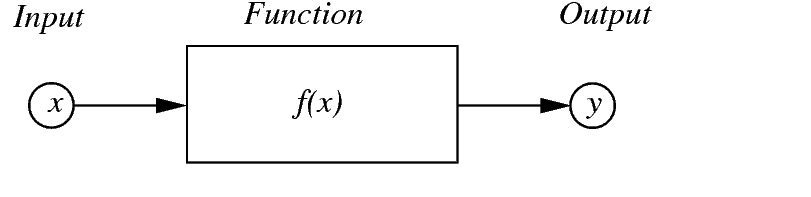 Input Function Output
x f(x) y